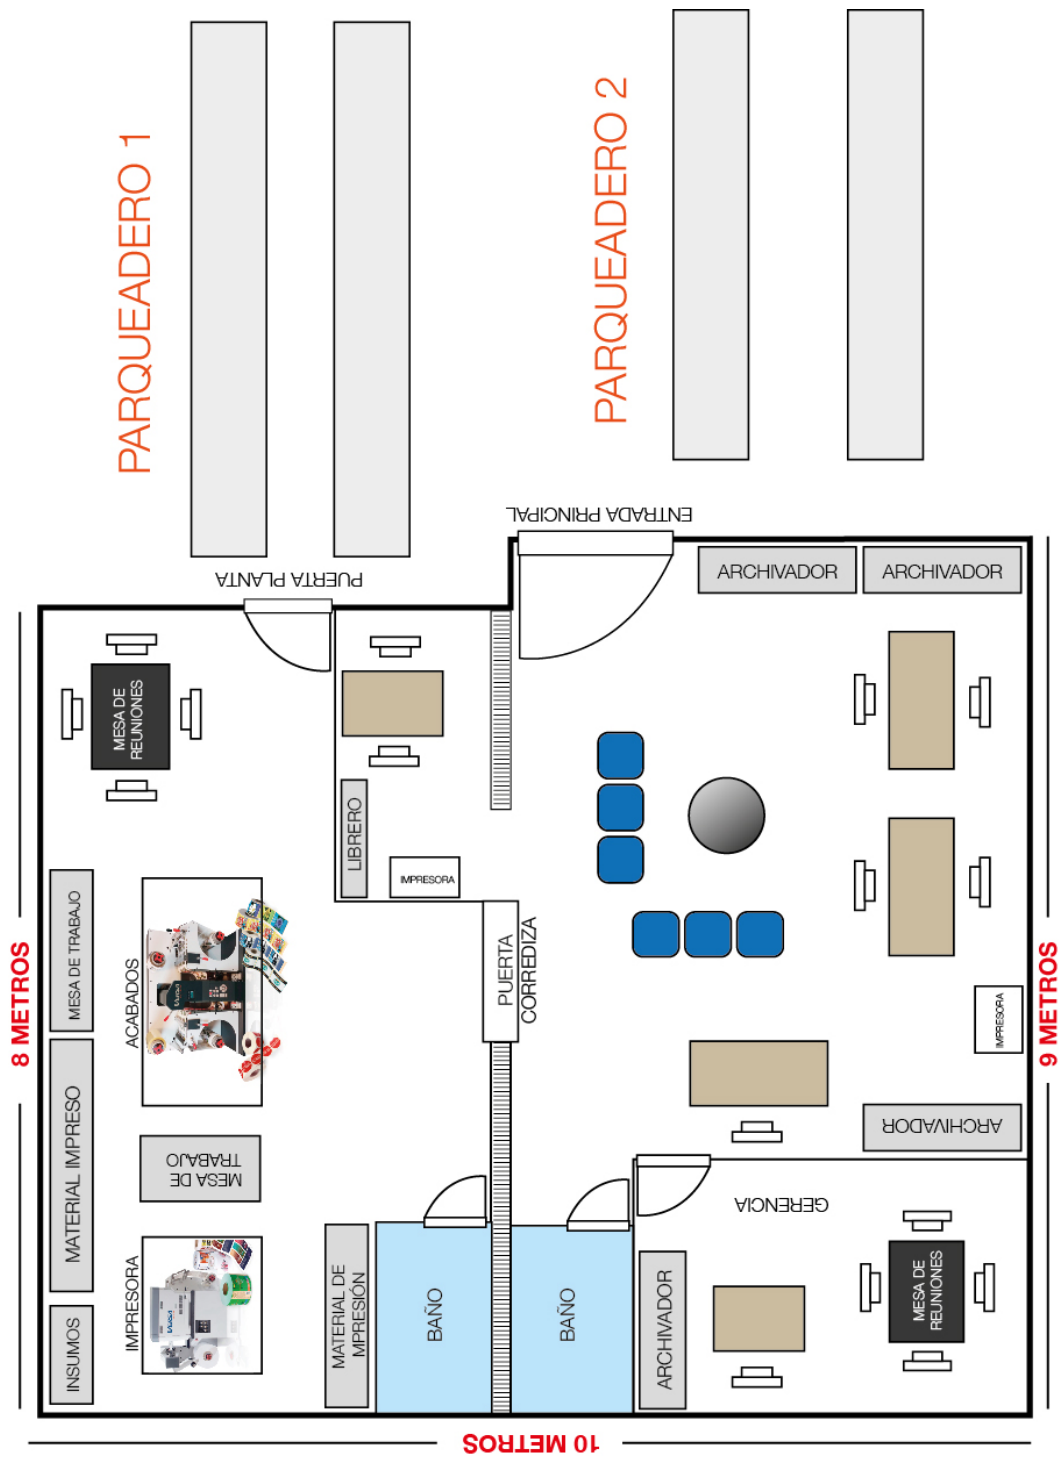 PARQUEADERO 1
PARQUEADERO 2
ENTRADA PRINCIPAL
PUERTA PLANTA
ARCHIVADOR
ARCHIVADOR
MESA DE
REUNIONES
LIBRERO
IMPRESORA
MESA DE TRABAJO
ACABADOS
PUERTA
CORREDIZA
8 METROS
9 METROS
IMPRESORA
MATERIAL IMPRESO
MESA DE
TRABAJO
ARCHIVADOR
GERENCIA
IMPRESORA
INSUMOS
MATERIAL DE
MPRESIÓN
BAÑO
BAÑO
ARCHIVADOR
MESA DE
REUNIONES
10 METROS